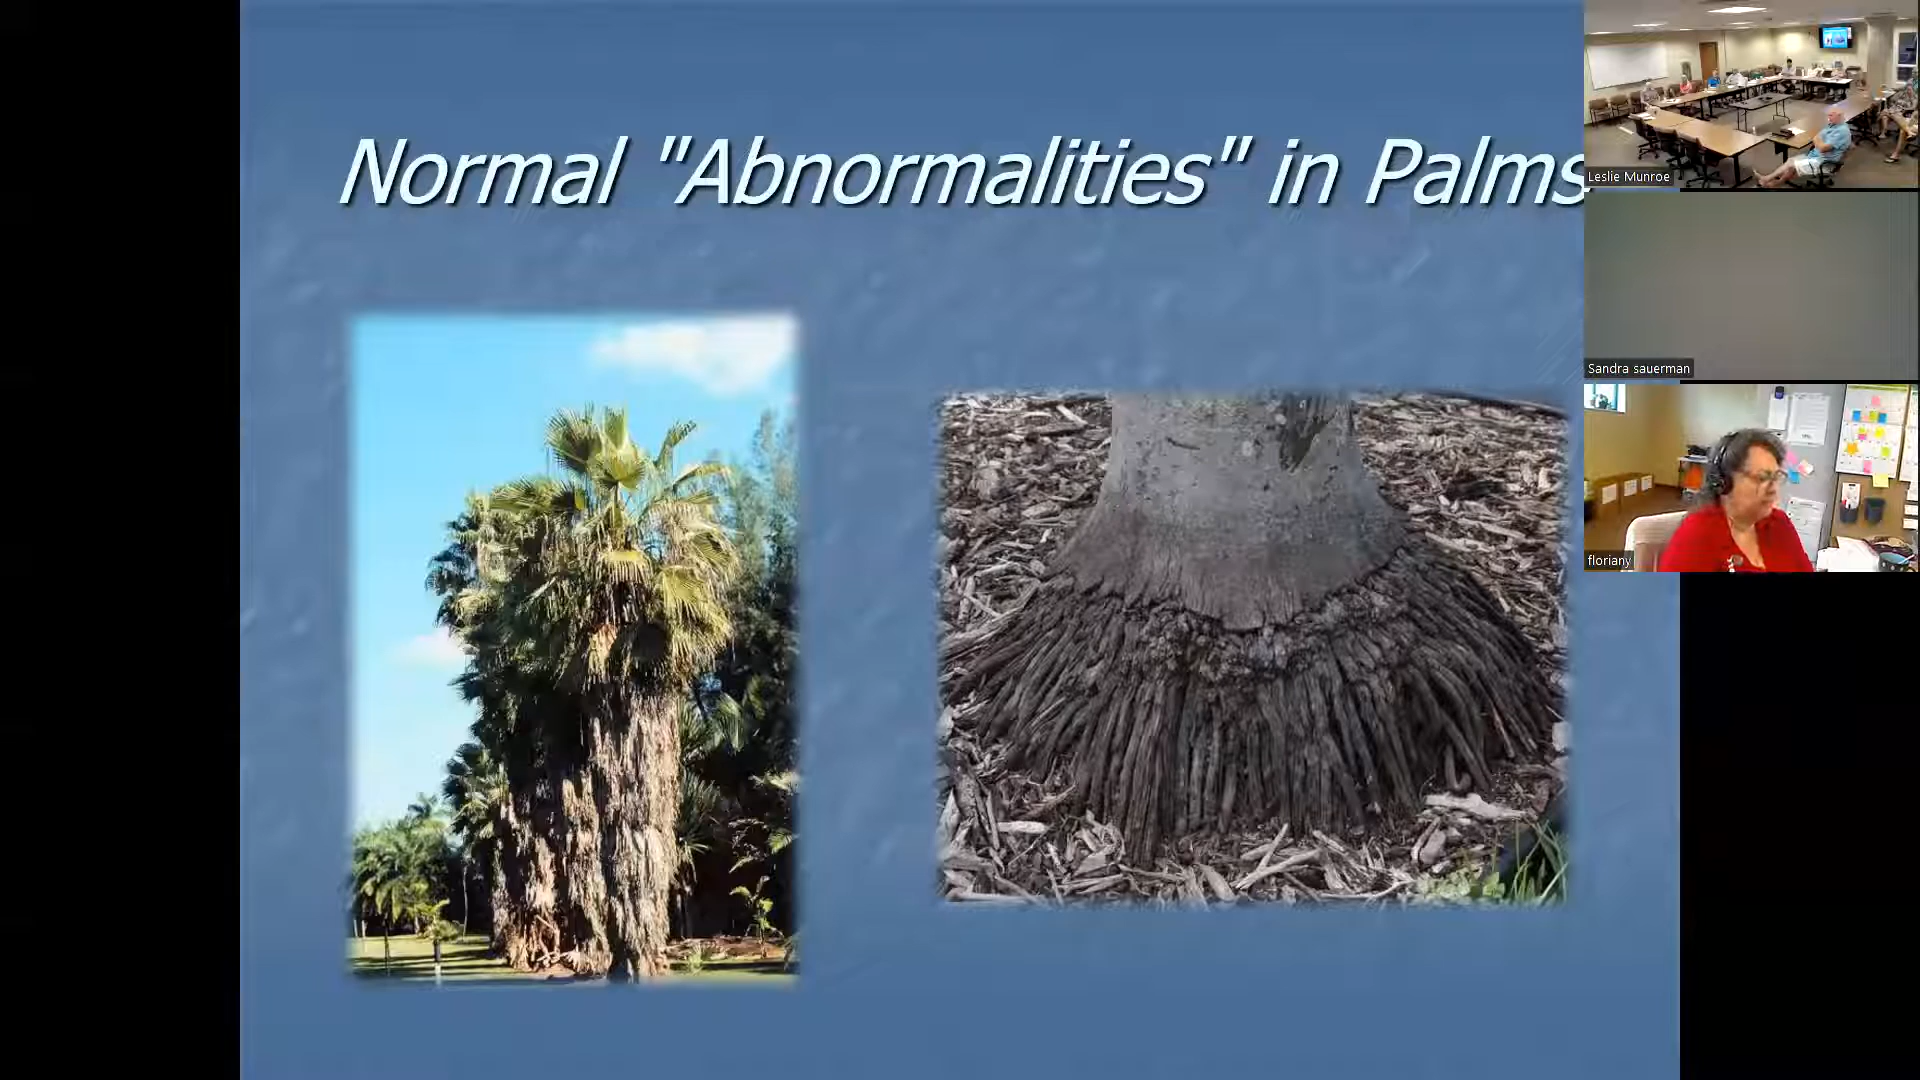 Normal "Abnormalities" in Palms
Leslie Munroe
Sandra sauerman
floriany